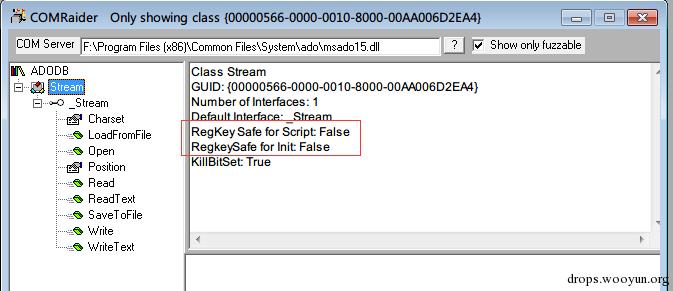 COMRaider    Only showing class {00000566-0000-0010-8000-00AA006D2EA4}
COM Server F:\Program Files (x86)\Common Files\System\ado\msado15.dll ? Show only fuzzable
ADODB
Stream
_Stream
Charset
LoadFromFile
Open
Position
Read
ReadText
SaveToFile
Write
WriteText
Class Stream
GUID: {00000566-0000-0010-8000-00AA006D2EA4}
Number of Interfaces: 1
Default Interface: _Stream
RegKey Safe for Script: False
RegkeySafe for Init: False
KillBitSet: True
drops.wooyun.org